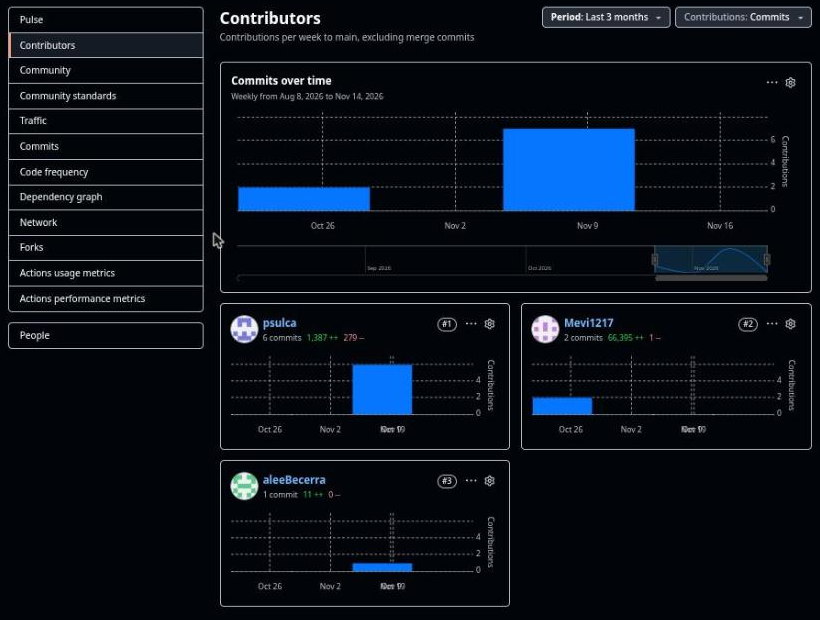 Pulse
Contributors
Community
Community standards
Traffic
Commits
Code frequency
Dependency graph
Network
Forks
Actions usage metrics
Actions performance metrics
People
Contributors
Contributions per week to main, excluding merge commits
Period: Last 3 months
Contributions: Commits
Commits over time
Weekly from Aug 8, 2026 to Nov 14, 2026
6
4
2
0
Contributions
Oct 26 Nov 2 Nov 9 Nov 16
Sep 2026 Oct 2026 Nov 2026
psulca #1
6 commits 1,387 ++ 279 --
4
2
0
Contributions
Oct 26 Nov 2
Mevi1217 #2
2 commits 66,395 ++ 1 --
4
2
0
Contributions
Oct 26 Nov 2
aleeBecerra #3
1 commit 11 ++ 0 --
4
2
0
Contributions
Oct 26 Nov 2